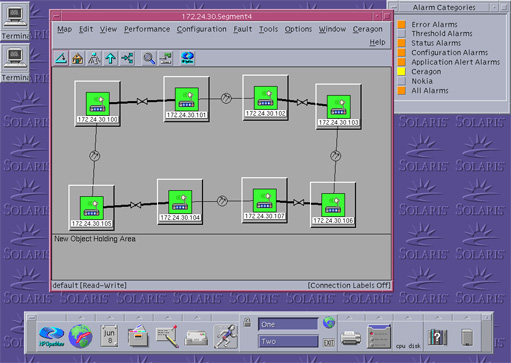 172.24.30.Segment4
Map Edit View Performance Configuration Fault Tools Options Window Ceragon
Help
172.24.30.100
172.24.30.101
172.24.30.102
172.24.30.103
172.24.30.105
172.24.30.104
172.24.30.107
172.24.30.106
New Object Holding Area
default [Read-Write]
[Connection Labels Off]
Alarm Categories
Error Alarms
Threshold Alarms
Status Alarms
Configuration Alarms
Application Alert Alarms
Ceragon
Nokia
All Alarms
Termina
Termina
SOLARIS
HPOpenView
Jun
8
One
Two
EXIT
cpu disk